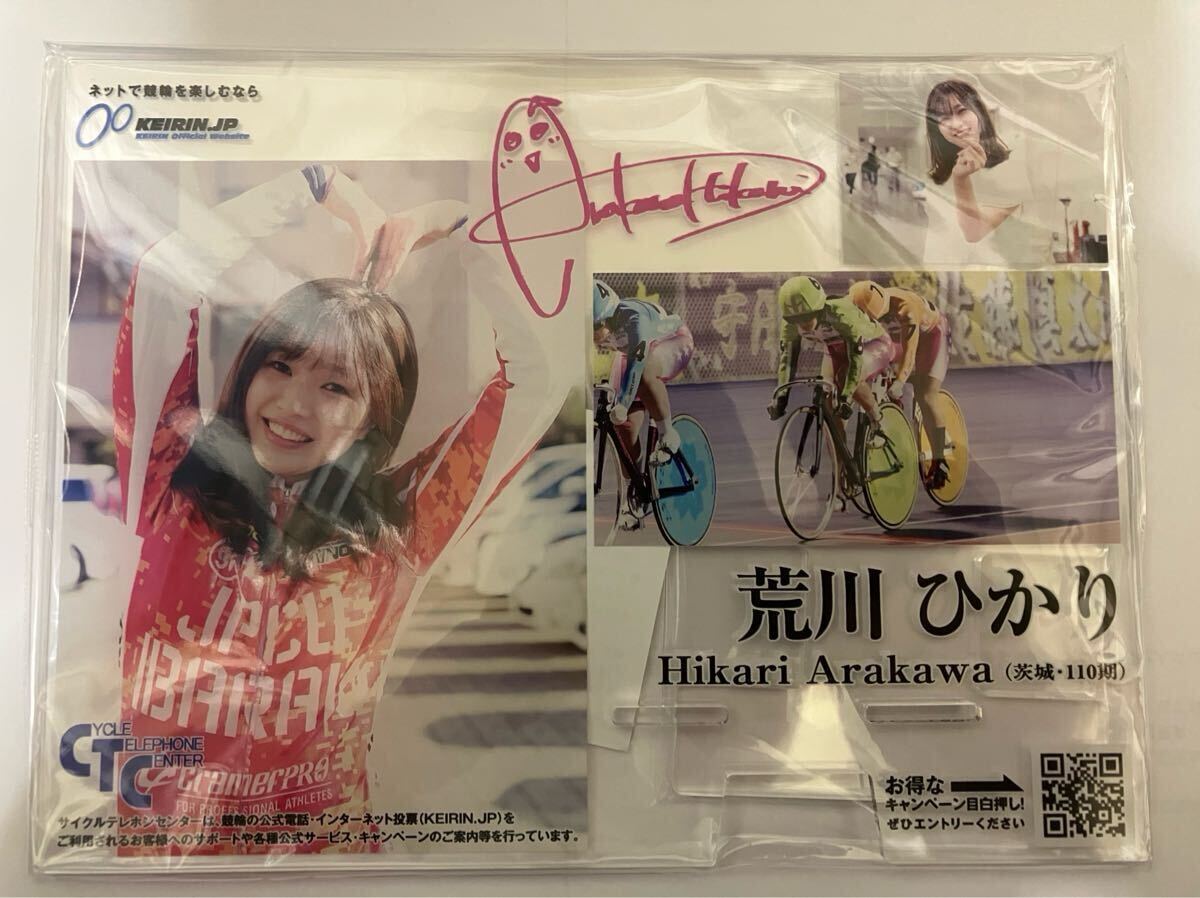 ネットで競輪を楽しむなら
KEIRIN.JP
KEIRIN Official Website
4
7
荒川 ひかり
Hikari Arakawa (茨城・110期)
JPCU
IBARAKI
CramerPRO
FOR PROFESSIONAL ATHLETES
CYCLE
TELEPHONE
CENTER
サイクルテレホンセンターは、競輪の公式電話・インターネット投票(KEIRIN.JP)を
ご利用されるお客様へのサポートや各種公式サービス・キャンペーンのご案内等を行っています。
お得な
キャンペーン目白押し!
ぜひエントリーください